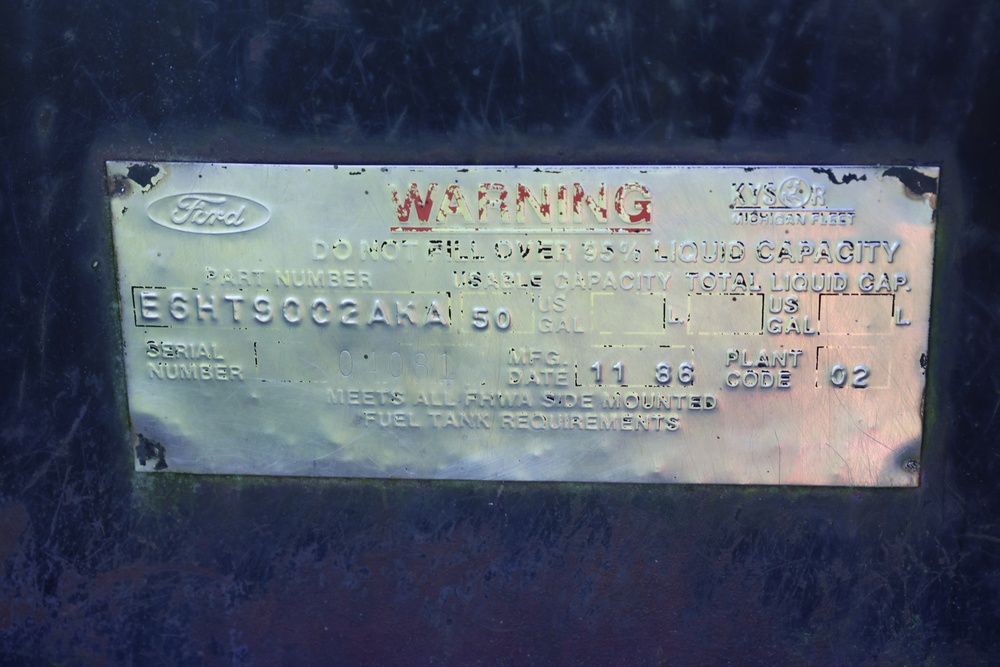 Ford WARNING KYSOR
MICHIGAN FLEET
DO NOT FILL OVER 95% LIQUID CAPACITY
PART NUMBER USABLE CAPACITY TOTAL LIQUID CAP.
E6HT9002AKA 50 US GAL L US GAL L
SERIAL NUMBER MFG. DATE 11 86 PLANT CODE 02
MEETS ALL FHWA SIDE MOUNTED
FUEL TANK REQUIREMENTS